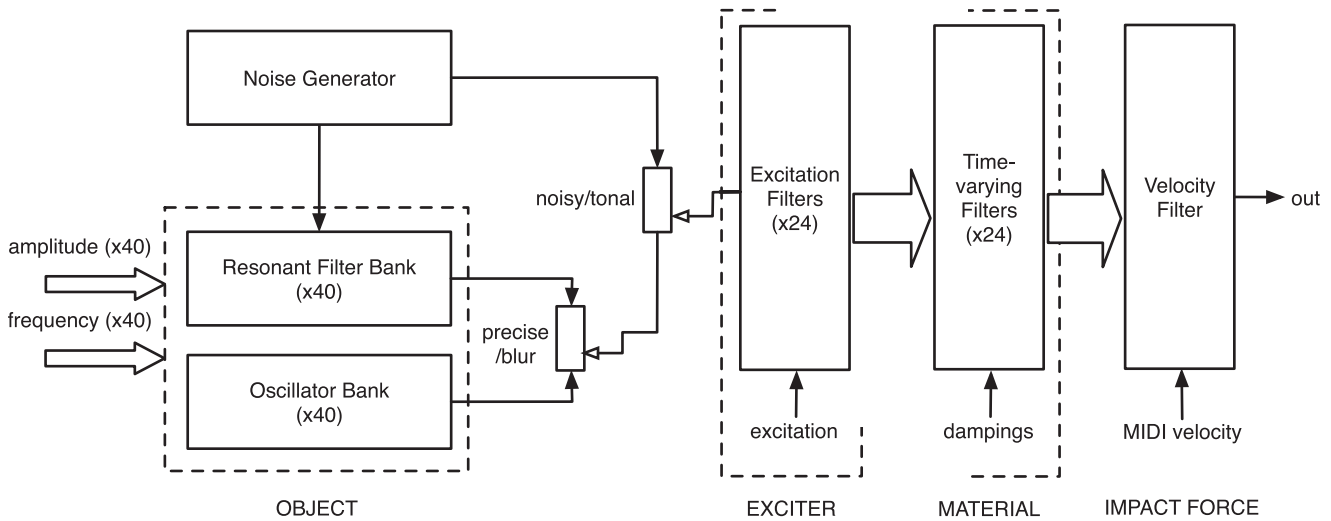 Noise Generator
amplitude (x40)
frequency (x40)
Resonant Filter Bank
(x40)
Oscillator Bank
(x40)
precise
/blur
noisy/tonal
Excitation
Filters
(x24)
excitation
Time-
varying
Filters
(x24)
dampings
Velocity
Filter
MIDI velocity
out
OBJECT
EXCITER
MATERIAL
IMPACT FORCE